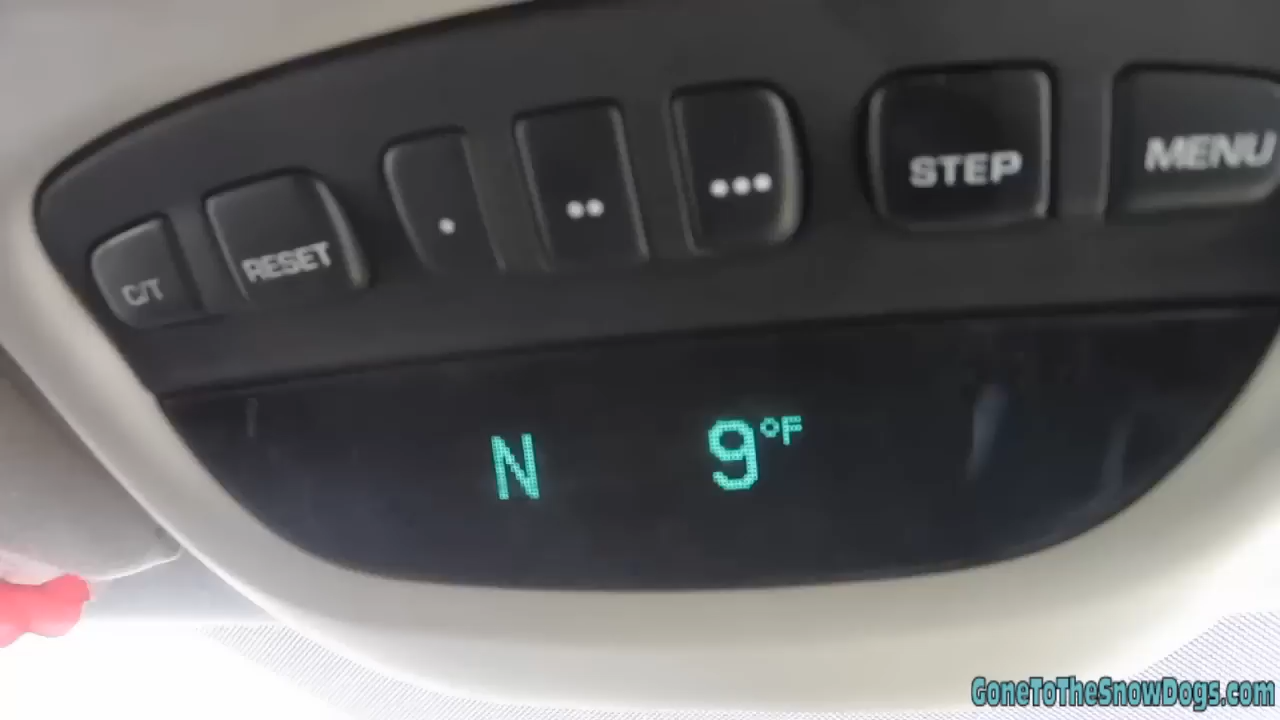 C/T RESET • •• ••• STEP MENU
N 9°F
GoneToTheSnowDogs.com